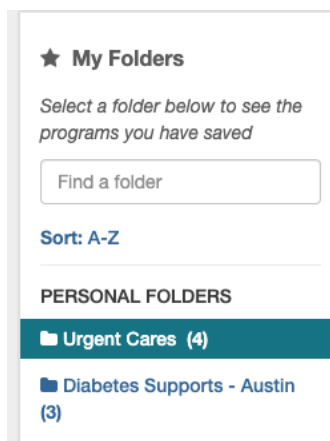 My Folders
Select a folder below to see the
programs you have saved
Find a folder
Sort: A-Z
PERSONAL FOLDERS
Urgent Cares (4)
Diabetes Supports - Austin
(3)